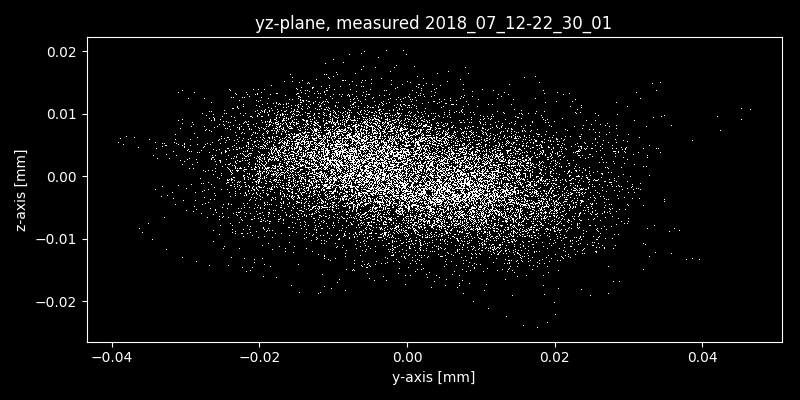 yz-plane, measured 2018_07_12-22_30_01
0.02
0.01
0.00
−0.01
−0.02
z-axis [mm]
−0.04 −0.02 0.00 0.02 0.04
y-axis [mm]